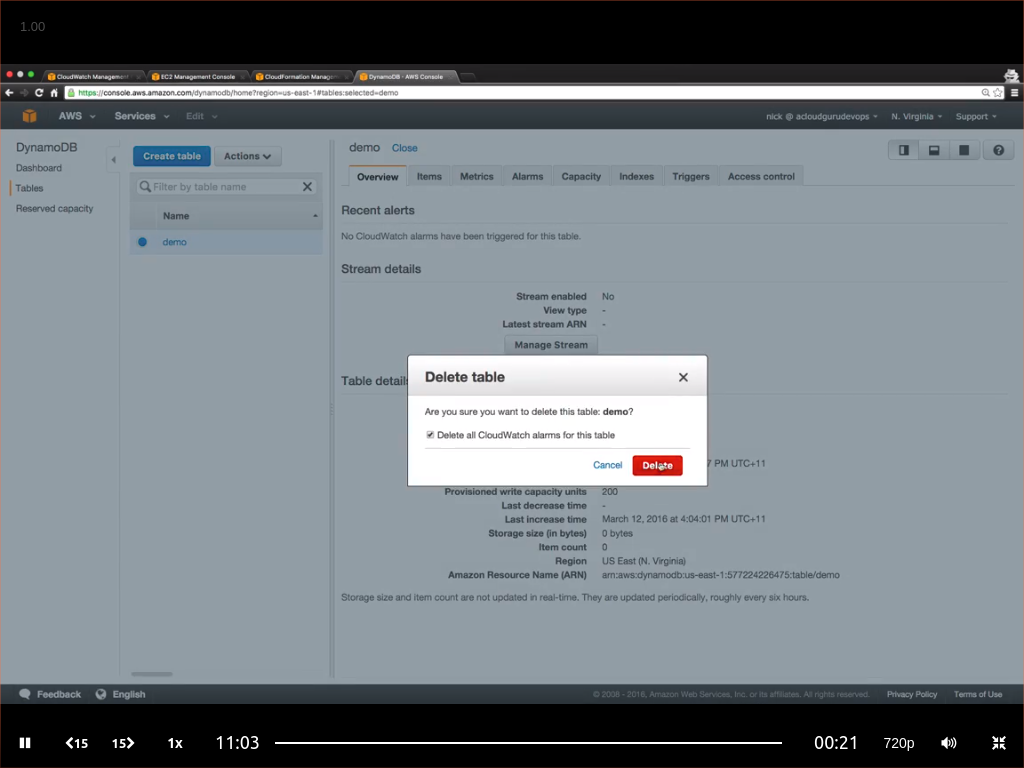 1.00
CloudWatch Management
EC2 Management Console
CloudFormation Manage
DynamoDB - AWS Console
https://console.aws.amazon.com/dynamodb/home?region=us-east-1#tables:selected=demo
AWS
Services
Edit
nick @ acloudgurudevops
N. Virginia
Support
DynamoDB
Dashboard
Tables
Reserved capacity
Create table
Actions
Filter by table name
Name
demo
demo
Close
Overview
Items
Metrics
Alarms
Capacity
Indexes
Triggers
Access control
Recent alerts
No CloudWatch alarms have been triggered for this table.
Stream details
Stream enabled No
View type -
Latest stream ARN -
Manage Stream
Table details
Delete table
Are you sure you want to delete this table: demo?
Delete all CloudWatch alarms for this table
Cancel
Delete
7 PM UTC+11
Provisioned write capacity units 200
Last decrease time -
Last increase time March 12, 2016 at 4:04:01 PM UTC+11
Storage size (in bytes) 0 bytes
Item count 0
Region US East (N. Virginia)
Amazon Resource Name (ARN) arn:aws:dynamodb:us-east-1:577224226475:table/demo
Storage size and item count are not updated in real-time. They are updated periodically, roughly every six hours.
Feedback
English
© 2008 - 2016, Amazon Web Services, Inc. or its affiliates. All rights reserved.
Privacy Policy
Terms of Use
15
15
1x
11:03
00:21
720p